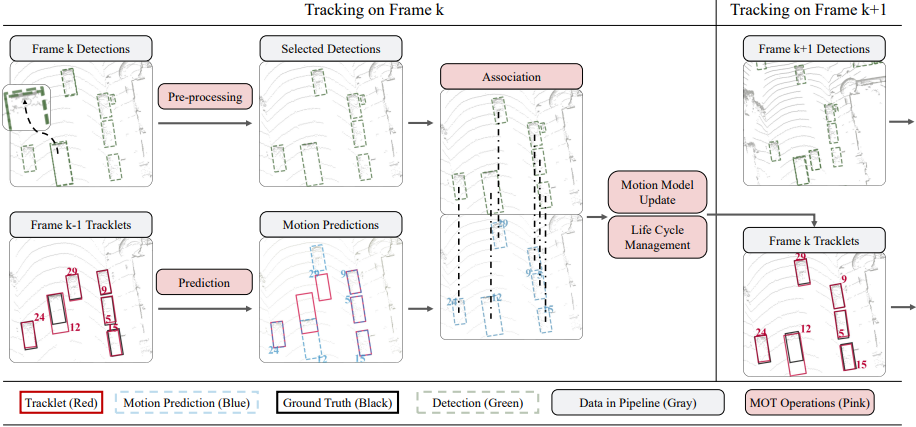 Tracking on Frame k
Tracking on Frame k+1
Frame k Detections
Pre-processing
Selected Detections
Association
Frame k+1 Detections
Motion Model
Update
Life Cycle
Management
Frame k-1 Tracklets
Prediction
Motion Predictions
Frame k Tracklets
29
9
24
12
5
15
29
9
5
24
12
15
29
9
24
12
29
9
24
5
15
Tracklet (Red)
Motion Prediction (Blue)
Ground Truth (Black)
Detection (Green)
Data in Pipeline (Gray)
MOT Operations (Pink)